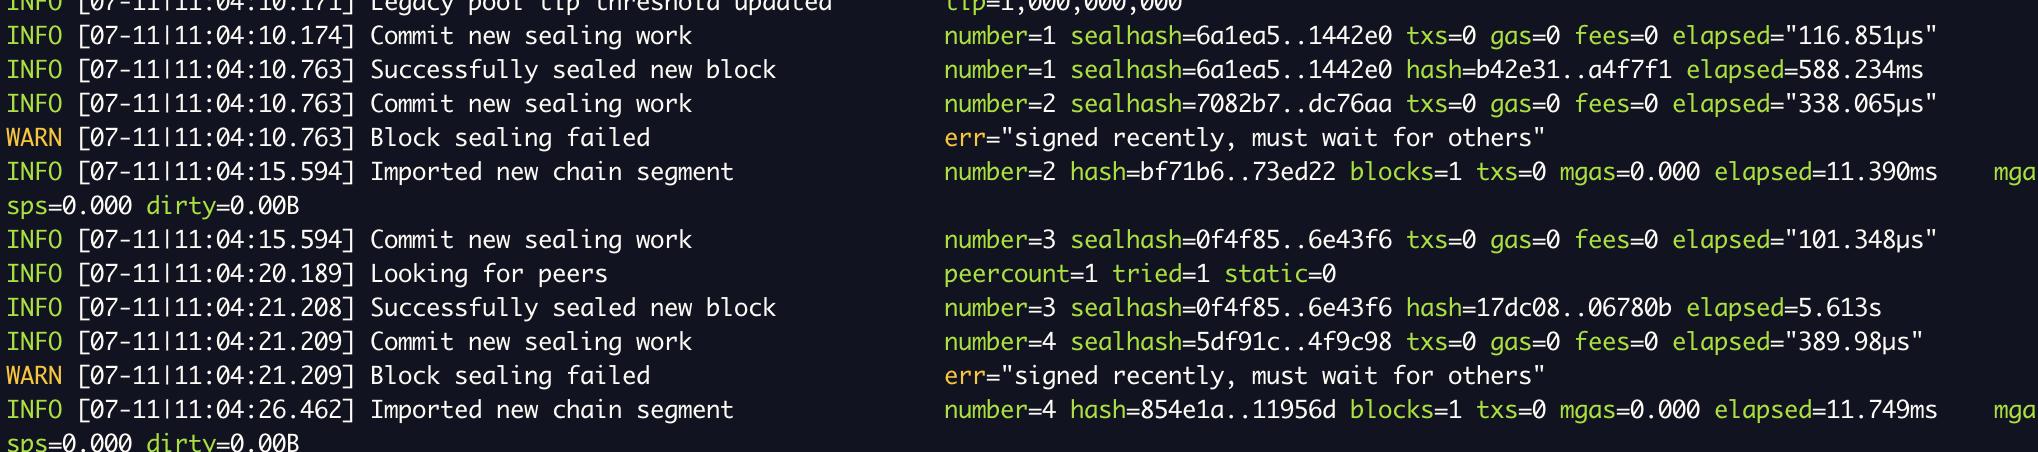 INFO [07-11|11:04:10.171] Legacy pool tip threshold updated tip=1,000,000,000
INFO [07-11|11:04:10.174] Commit new sealing work number=1 sealhash=6a1ea5..1442e0 txs=0 gas=0 fees=0 elapsed="116.851µs"
INFO [07-11|11:04:10.763] Successfully sealed new block number=1 sealhash=6a1ea5..1442e0 hash=b42e31..a4f7f1 elapsed=588.234ms
INFO [07-11|11:04:10.763] Commit new sealing work number=2 sealhash=7082b7..dc76aa txs=0 gas=0 fees=0 elapsed="338.065µs"
WARN [07-11|11:04:10.763] Block sealing failed err="signed recently, must wait for others"
INFO [07-11|11:04:15.594] Imported new chain segment number=2 hash=bf71b6..73ed22 blocks=1 txs=0 mgas=0.000 elapsed=11.390ms mga
sps=0.000 dirty=0.00B
INFO [07-11|11:04:15.594] Commit new sealing work number=3 sealhash=0f4f85..6e43f6 txs=0 gas=0 fees=0 elapsed="101.348µs"
INFO [07-11|11:04:20.189] Looking for peers peercount=1 tried=1 static=0
INFO [07-11|11:04:21.208] Successfully sealed new block number=3 sealhash=0f4f85..6e43f6 hash=17dc08..06780b elapsed=5.613s
INFO [07-11|11:04:21.209] Commit new sealing work number=4 sealhash=5df91c..4f9c98 txs=0 gas=0 fees=0 elapsed="389.98µs"
WARN [07-11|11:04:21.209] Block sealing failed err="signed recently, must wait for others"
INFO [07-11|11:04:26.462] Imported new chain segment number=4 hash=854e1a..11956d blocks=1 txs=0 mgas=0.000 elapsed=11.749ms mga
sps=0.000 dirty=0.00B